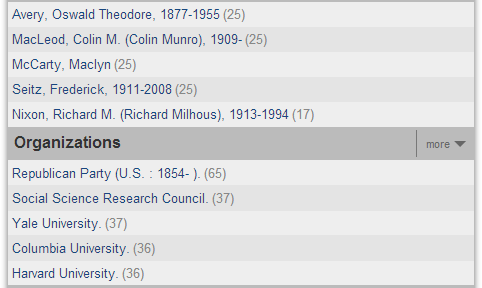 Avery, Oswald Theodore, 1877-1955 (25)
MacLeod, Colin M. (Colin Munro), 1909- (25)
McCarty, Maclyn (25)
Seitz, Frederick, 1911-2008 (25)
Nixon, Richard M. (Richard Milhous), 1913-1994 (17)
Organizations more
Republican Party (U.S. : 1854- ). (65)
Social Science Research Council. (37)
Yale University. (37)
Columbia University. (36)
Harvard University. (36)